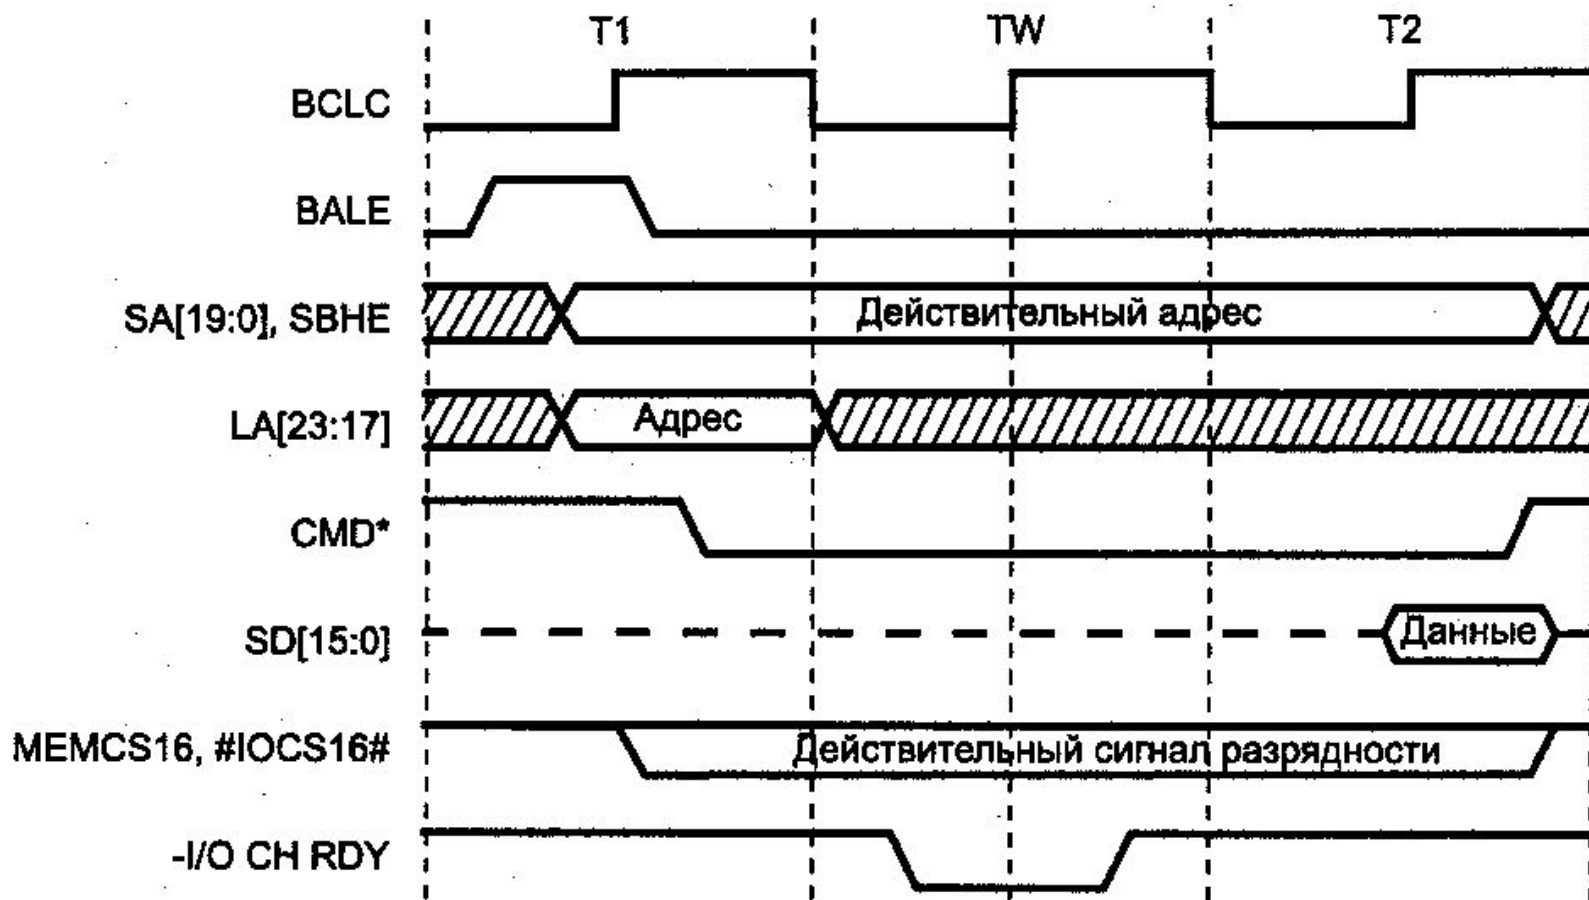 T1 TW T2
BCLC
BALE
SA[19:0], SBHE Действительный адрес
LA[23:17] Адрес
CMD*
SD[15:0] Данные
MEMCS16, #IOCS16# Действительный сигнал разрядности
-I/O CH RDY